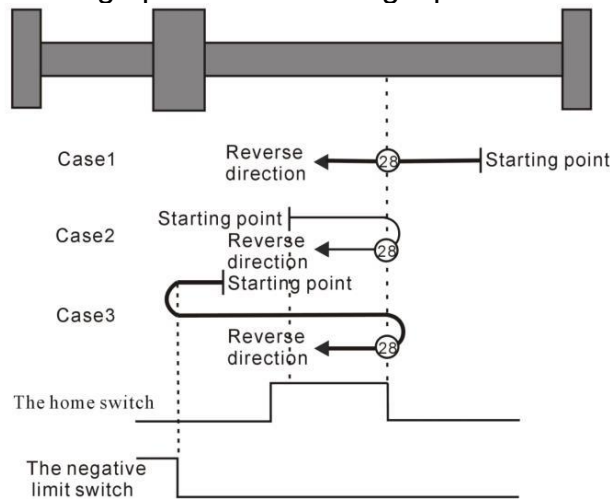 Case1
Reverse
direction
28
Starting point
Starting point
Case2
Reverse
direction
28
Starting point
Case3
Reverse
direction
28
The home switch
The negative
limit switch